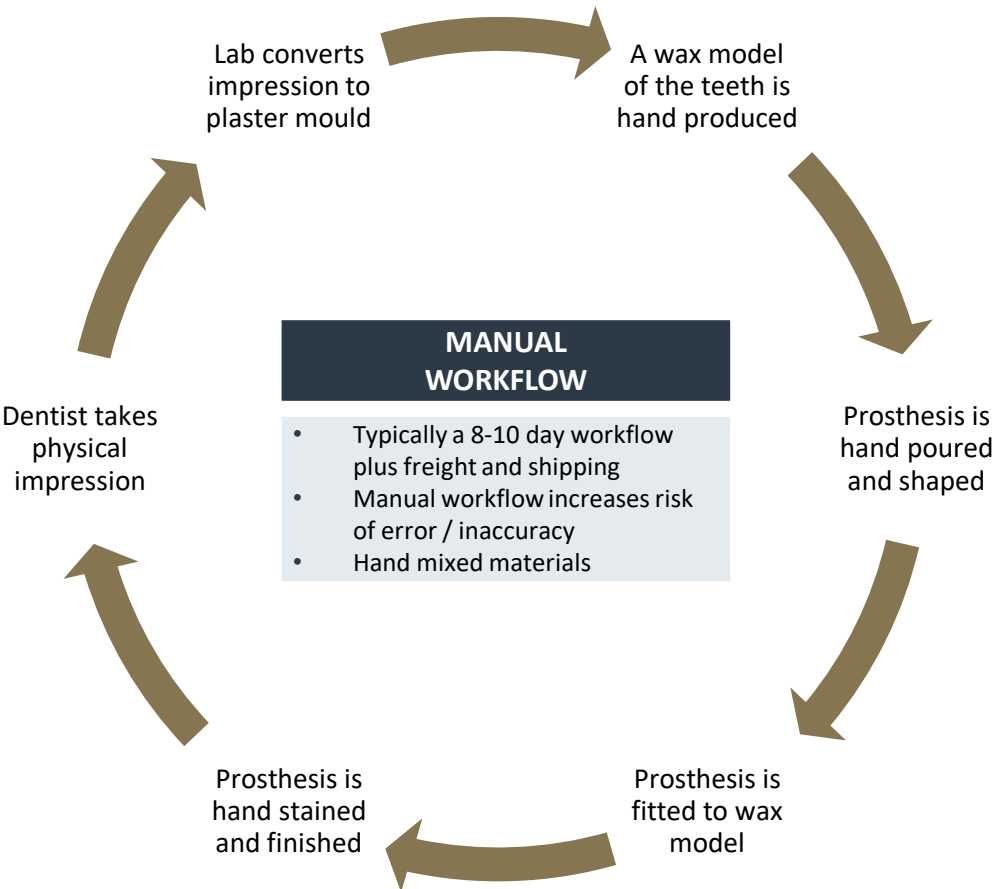 Lab converts
impression to
plaster mould
A wax model
of the teeth is
hand produced
Prosthesis is
hand poured
and shaped
Prosthesis is
fitted to wax
model
Prosthesis is
hand stained
and finished
Dentist takes
physical
impression
MANUAL
WORKFLOW
• Typically a 8-10 day workflow
plus freight and shipping
• Manual workflow increases risk
of error / inaccuracy
• Hand mixed materials